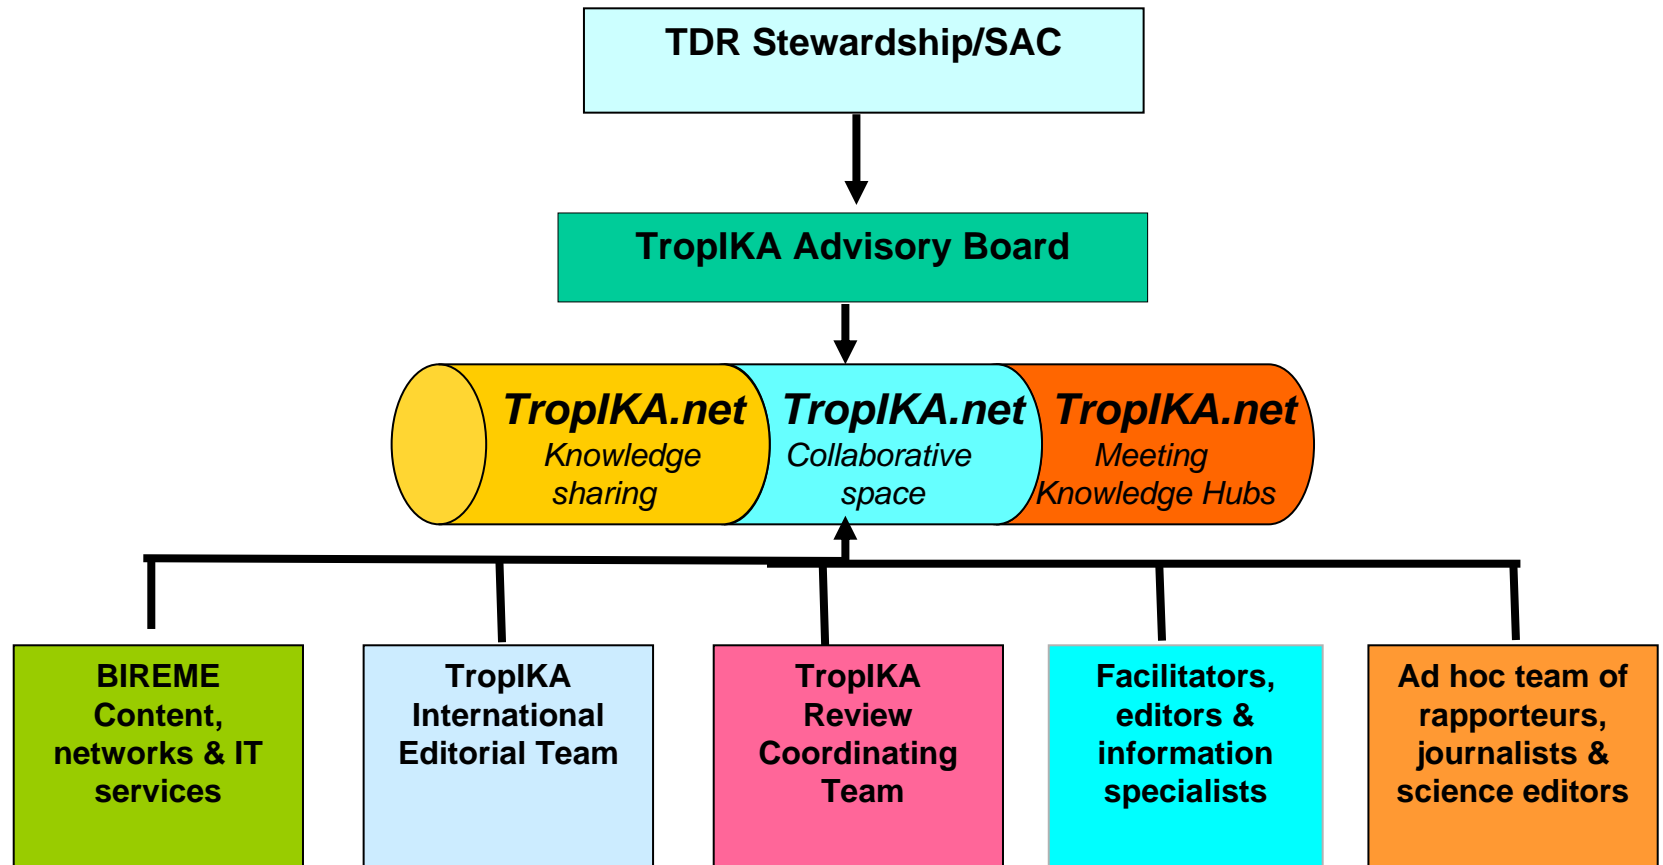 TDR Stewardship/SAC
TropIKA Advisory Board
TropIKA.net
Knowledge
sharing
TropIKA.net
Collaborative
space
TropIKA.net
Meeting
Knowledge Hubs
BIREME
Content,
networks & IT
services
TropIKA
International
Editorial Team
TropIKA
Review
Coordinating
Team
Facilitators,
editors &
information
specialists
Ad hoc team of
rapporteurs,
journalists &
science editors